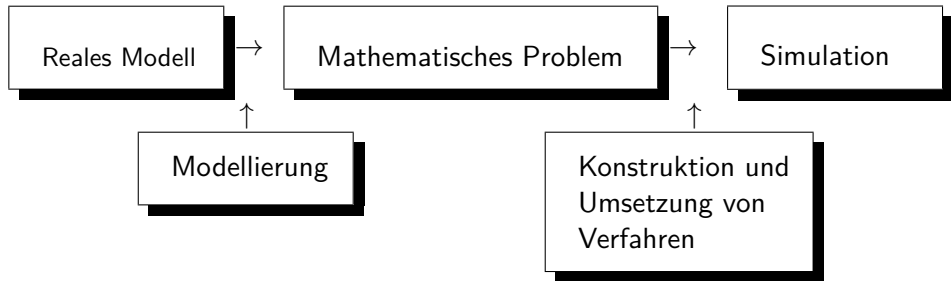 Reales Modell
Mathematisches Problem
Simulation
Modellierung
Konstruktion und
Umsetzung von
Verfahren